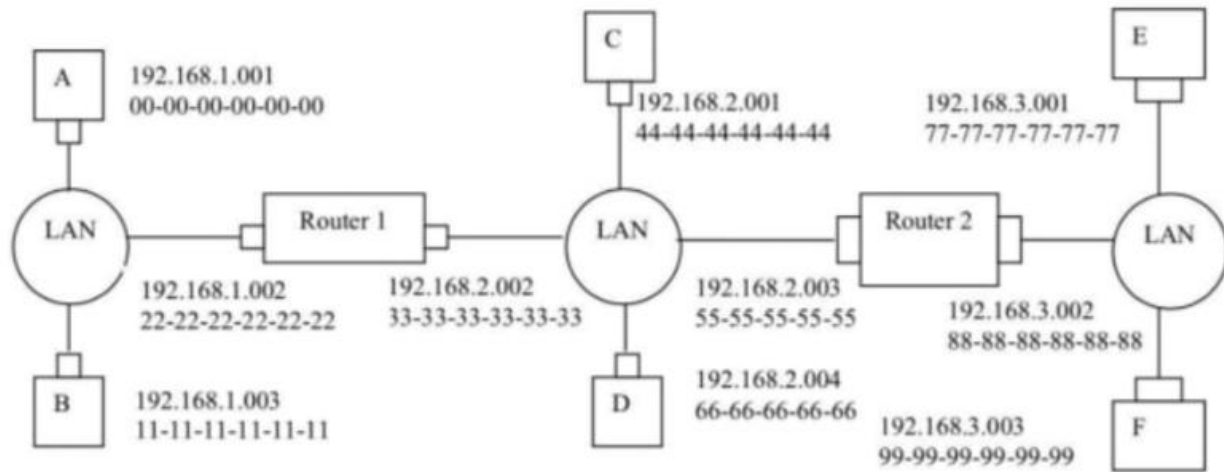 A
192.168.1.001
00-00-00-00-00-00
C
192.168.2.001
44-44-44-44-44-44
E
192.168.3.001
77-77-77-77-77-77
LAN
Router 1
LAN
Router 2
LAN
192.168.1.002
22-22-22-22-22-22
192.168.2.002
33-33-33-33-33-33
192.168.2.003
55-55-55-55-55
192.168.3.002
88-88-88-88-88-88
B
192.168.1.003
11-11-11-11-11-11
D
192.168.2.004
66-66-66-66-66
192.168.3.003
99-99-99-99-99-99
F